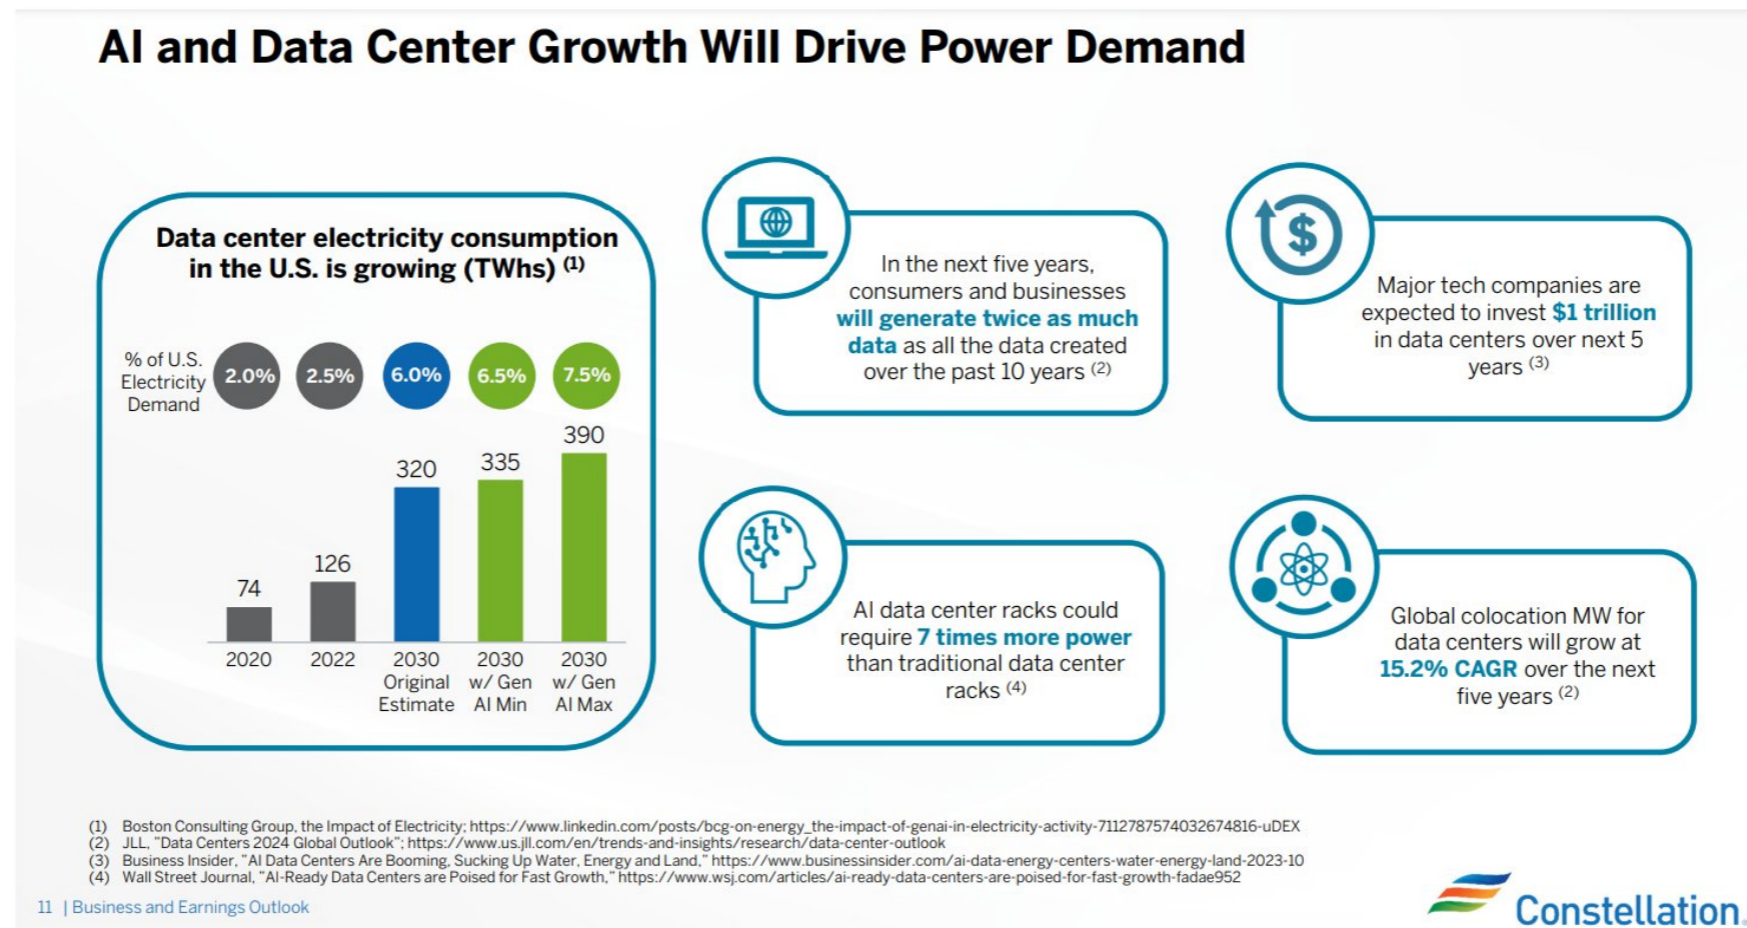 AI and Data Center Growth Will Drive Power Demand
Data center electricity consumption
in the U.S. is growing (TWhs) (1)
% of U.S.
Electricity
Demand
2.0%
2.5%
6.0%
6.5%
7.5%
74
126
320
335
390
2020
2022
2030
Original
Estimate
2030
w/ Gen
AI Min
2030
w/ Gen
AI Max
In the next five years,
consumers and businesses
will generate twice as much
data as all the data created
over the past 10 years (2)
$
Major tech companies are
expected to invest $1 trillion
in data centers over next 5
years (3)
AI data center racks could
require 7 times more power
than traditional data center
racks (4)
Global colocation MW for
data centers will grow at
15.2% CAGR over the next
five years (2)
(1) Boston Consulting Group, the Impact of Electricity; https://www.linkedin.com/posts/bcg-on-energy_the-impact-of-genai-in-electricity-activity-7112787574032674816-uDEX
(2) JLL, "Data Centers 2024 Global Outlook"; https://www.us.jll.com/en/trends-and-insights/research/data-center-outlook
(3) Business Insider, "AI Data Centers Are Booming, Sucking Up Water, Energy and Land," https://www.businessinsider.com/ai-data-energy-centers-water-energy-land-2023-10
(4) Wall Street Journal, "AI-Ready Data Centers are Poised for Fast Growth," https://www.wsj.com/articles/ai-ready-data-centers-are-poised-for-fast-growth-fadae952
11 | Business and Earnings Outlook
Constellation